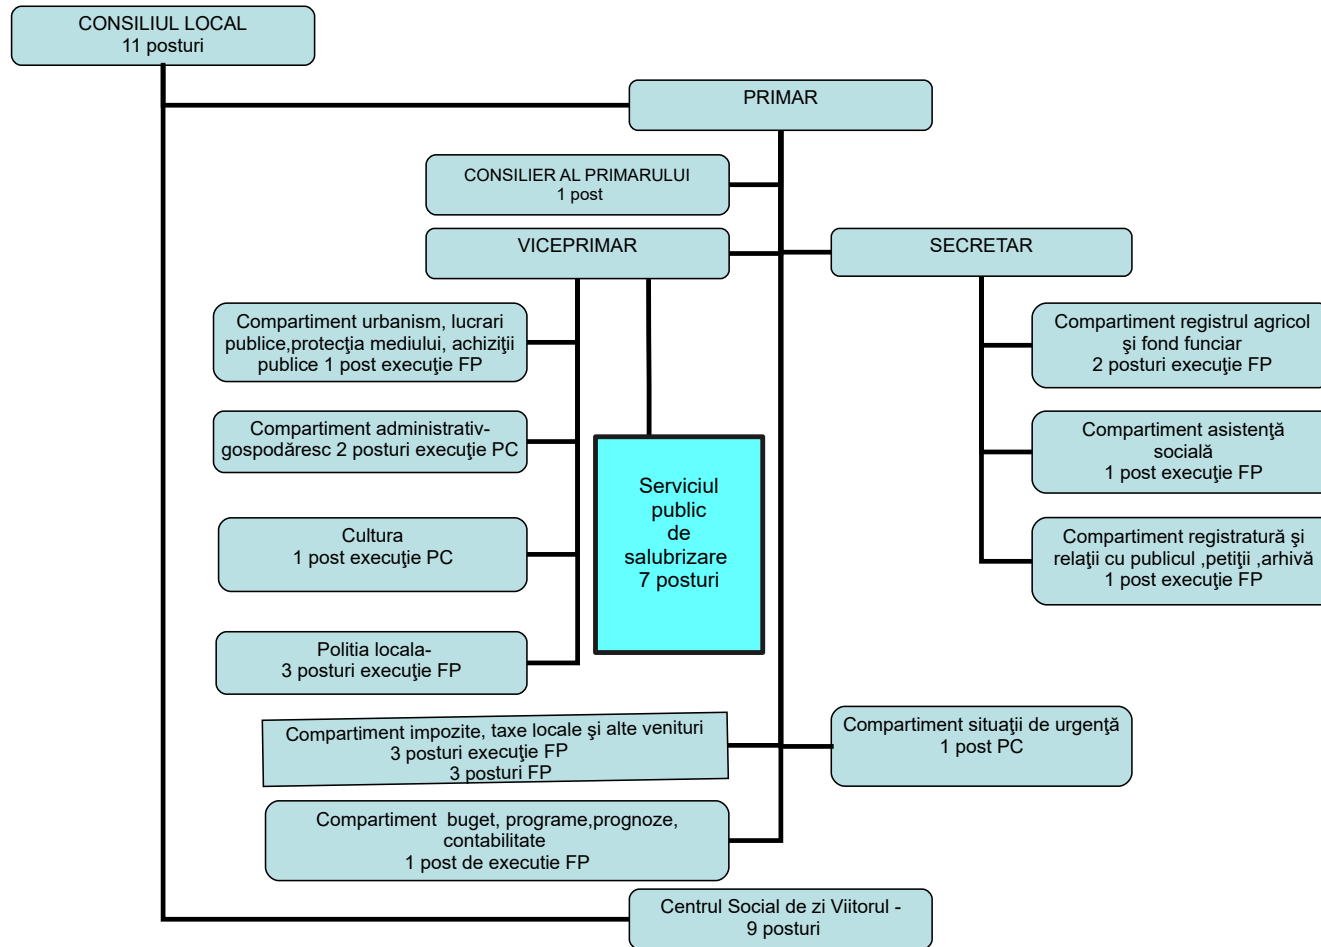 CONSILIUL LOCAL
11 posturi
PRIMAR
CONSILIER AL PRIMARULUI
1 post
VICEPRIMAR
SECRETAR
Compartiment urbanism, lucrari
publice,protecţia mediului, achiziţii
publice 1 post execuţie FP
Compartiment registrul agricol
şi fond funciar
2 posturi execuţie FP
Compartiment administrativ-
gospodăresc 2 posturi execuţie PC
Compartiment asistenţă
socială
1 post execuţie FP
Serviciul
public
de
salubrizare
7 posturi
Cultura
1 post execuţie PC
Compartiment registratură şi
relaţii cu publicul ,petiţii ,arhivă
1 post execuţie FP
Politia locala-
3 posturi execuţie FP
Compartiment impozite, taxe locale şi alte venituri
3 posturi execuţie FP
3 posturi FP
Compartiment situaţii de urgenţă
1 post PC
Compartiment  buget, programe,prognoze,
contabilitate
1 post de executie FP
Centrul Social de zi Viitorul -
9 posturi